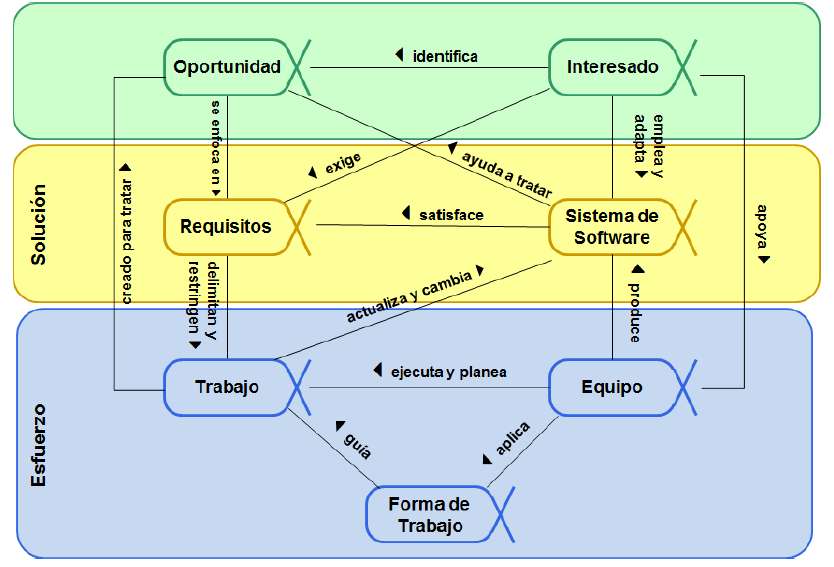 Oportunidad
identifica
Interesado
se enfoca en
emplea y
adapta
exige
ayuda a tratar
creado para tratar
Solución
Requisitos
satisface
Sistema de
Software
apoya
delimitan y
restringen
actualiza y cambia
produce
Trabajo
ejecuta y planea
Equipo
Esfuerzo
guía
aplica
Forma de
Trabajo